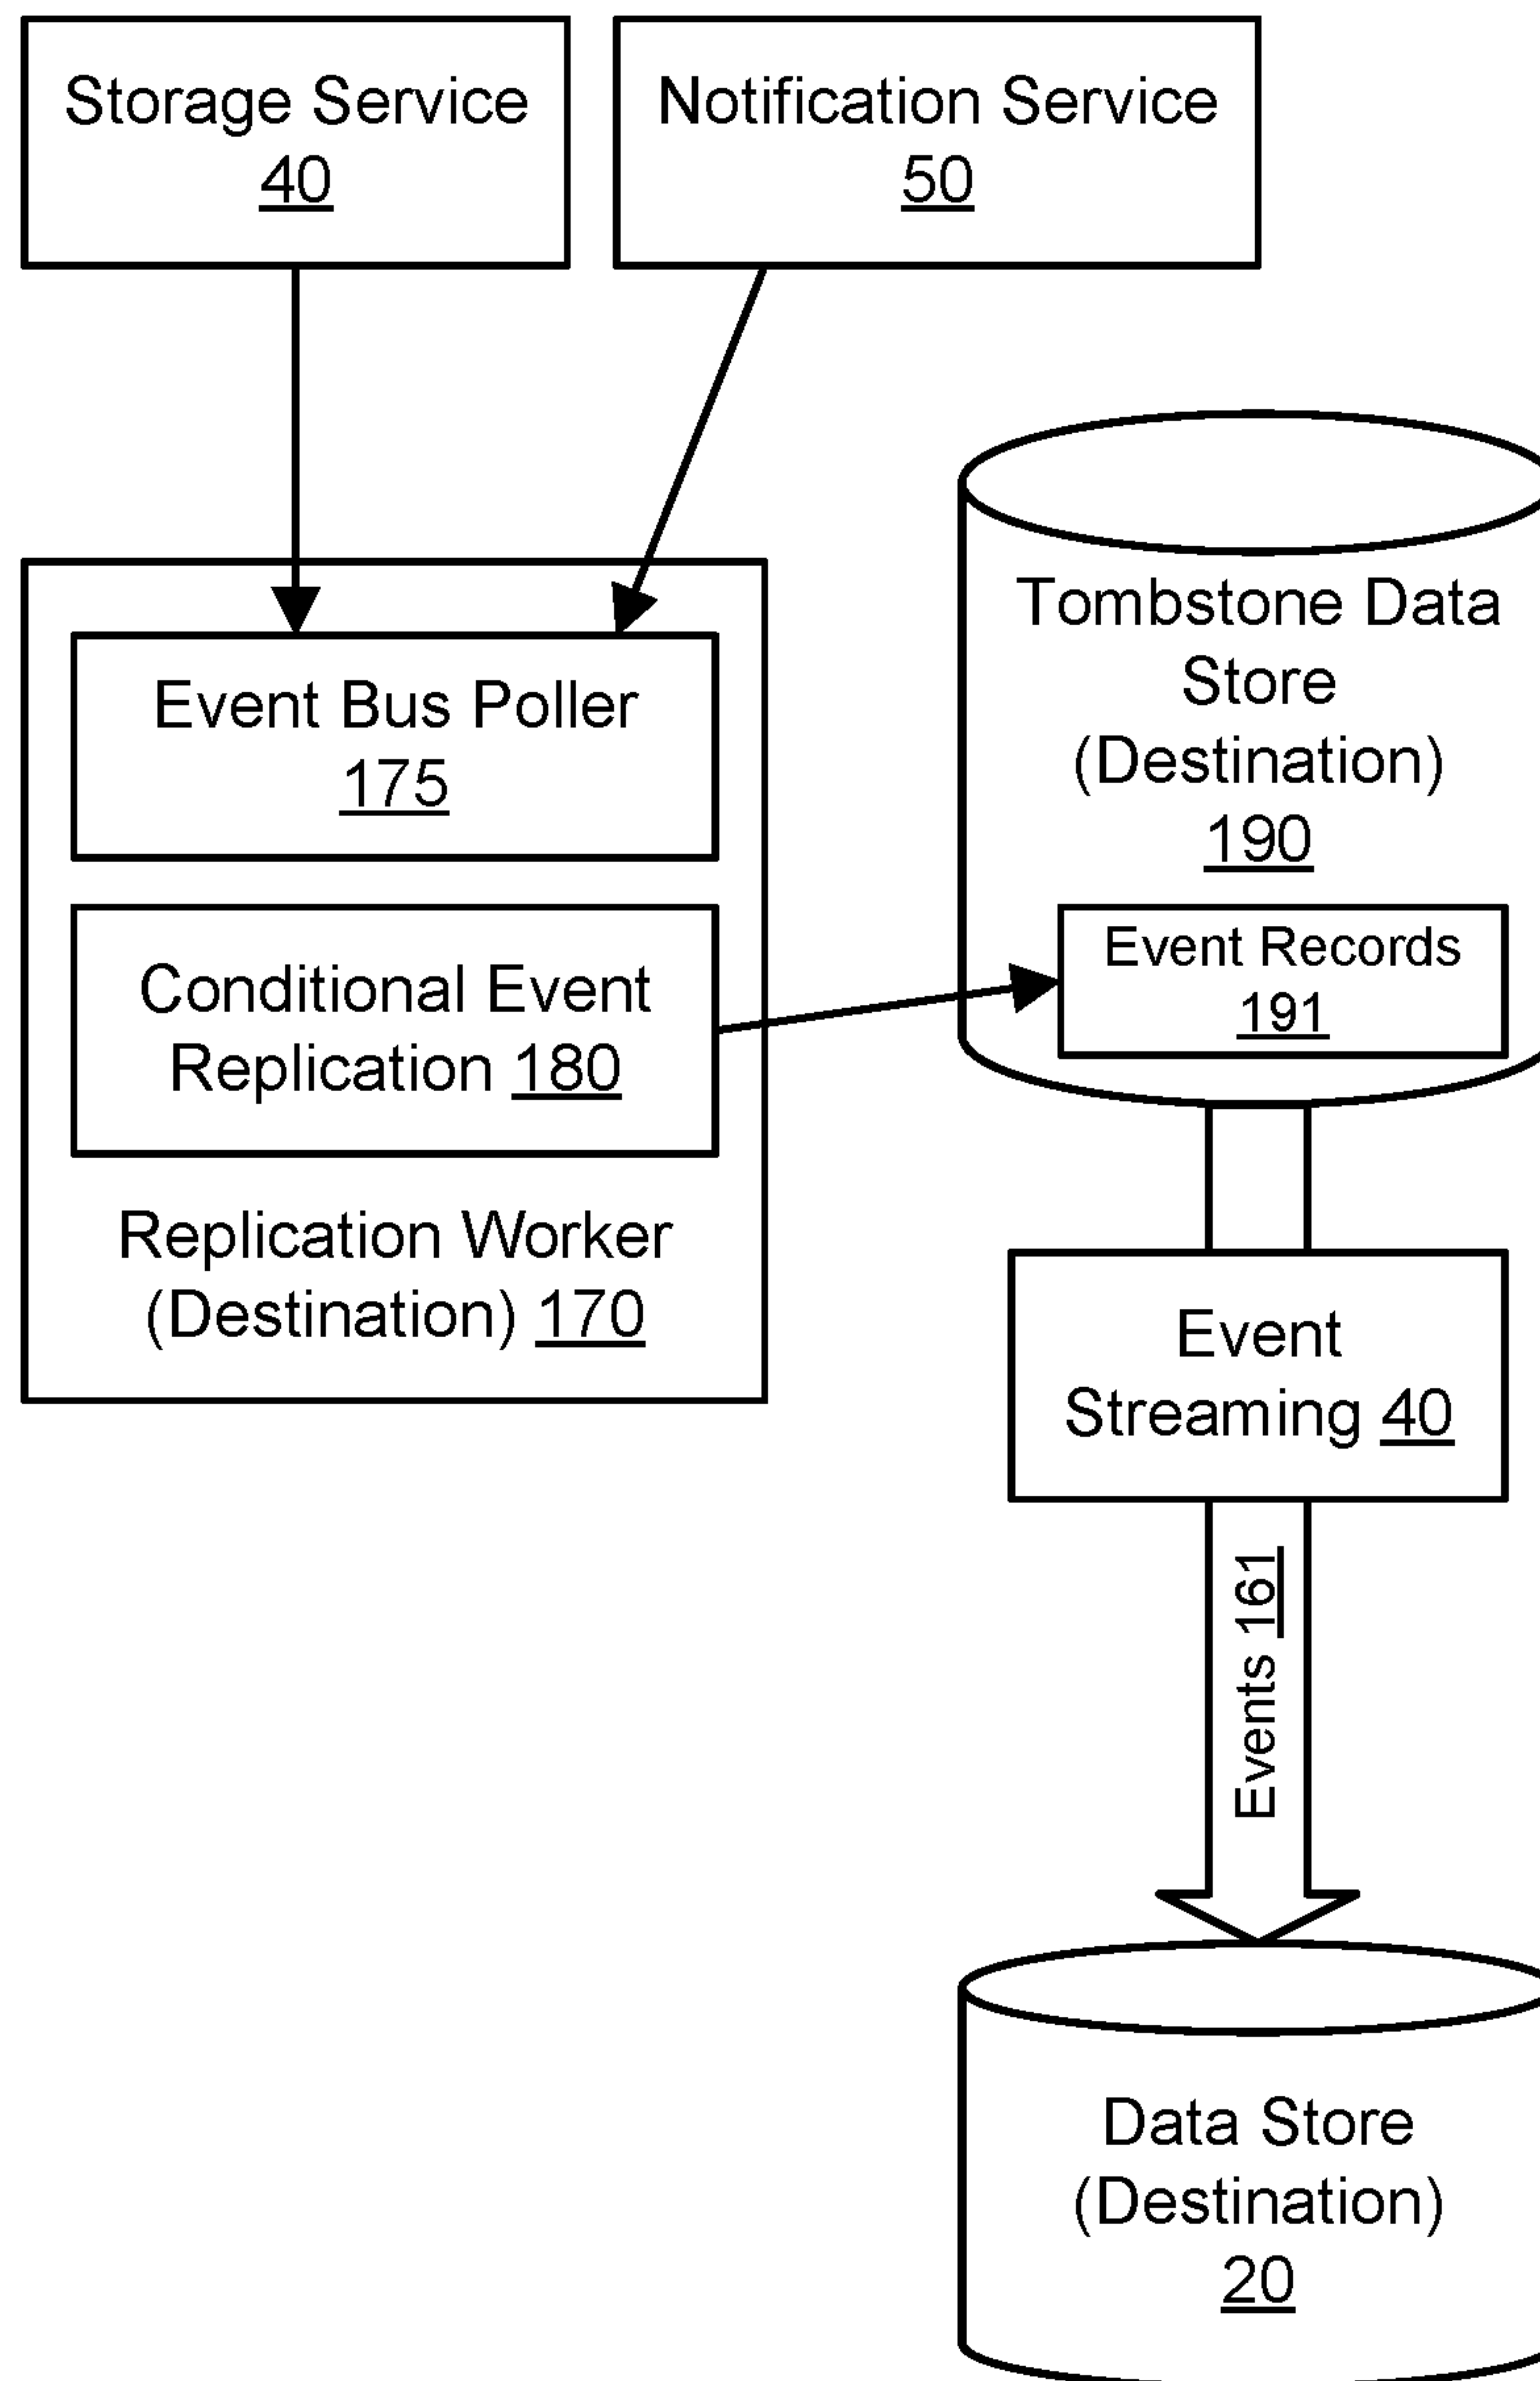 Storage Service
40
Notification Service
50
Event Bus Poller
175
Conditional Event
Replication 180
Replication Worker
(Destination) 170
Tombstone Data
Store
(Destination)
190
Event Records
191
Event
Streaming 40
Events 161
Data Store
(Destination)
20